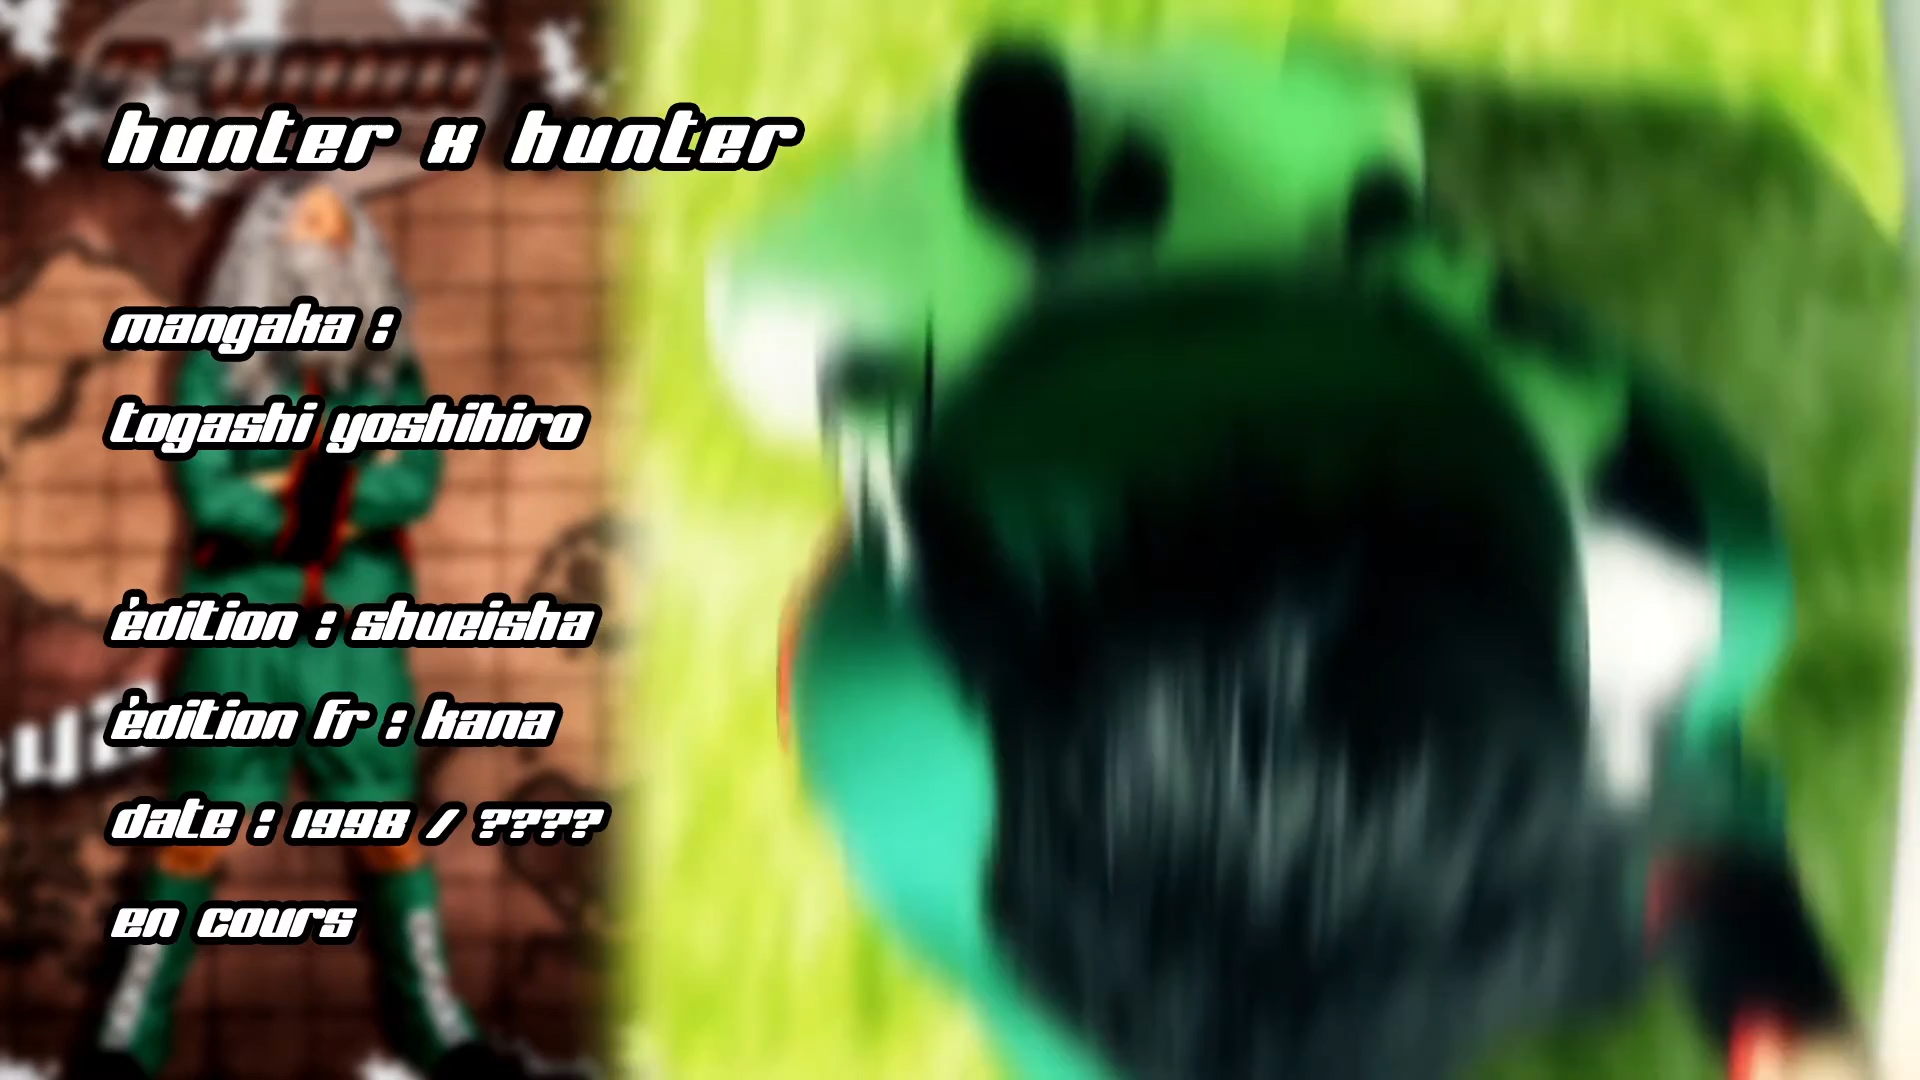 hunter x hunter
mangaka :
togashi yoshihiro
édition : shueisha
édition fr : kana
date : 1998 / ????
en cours